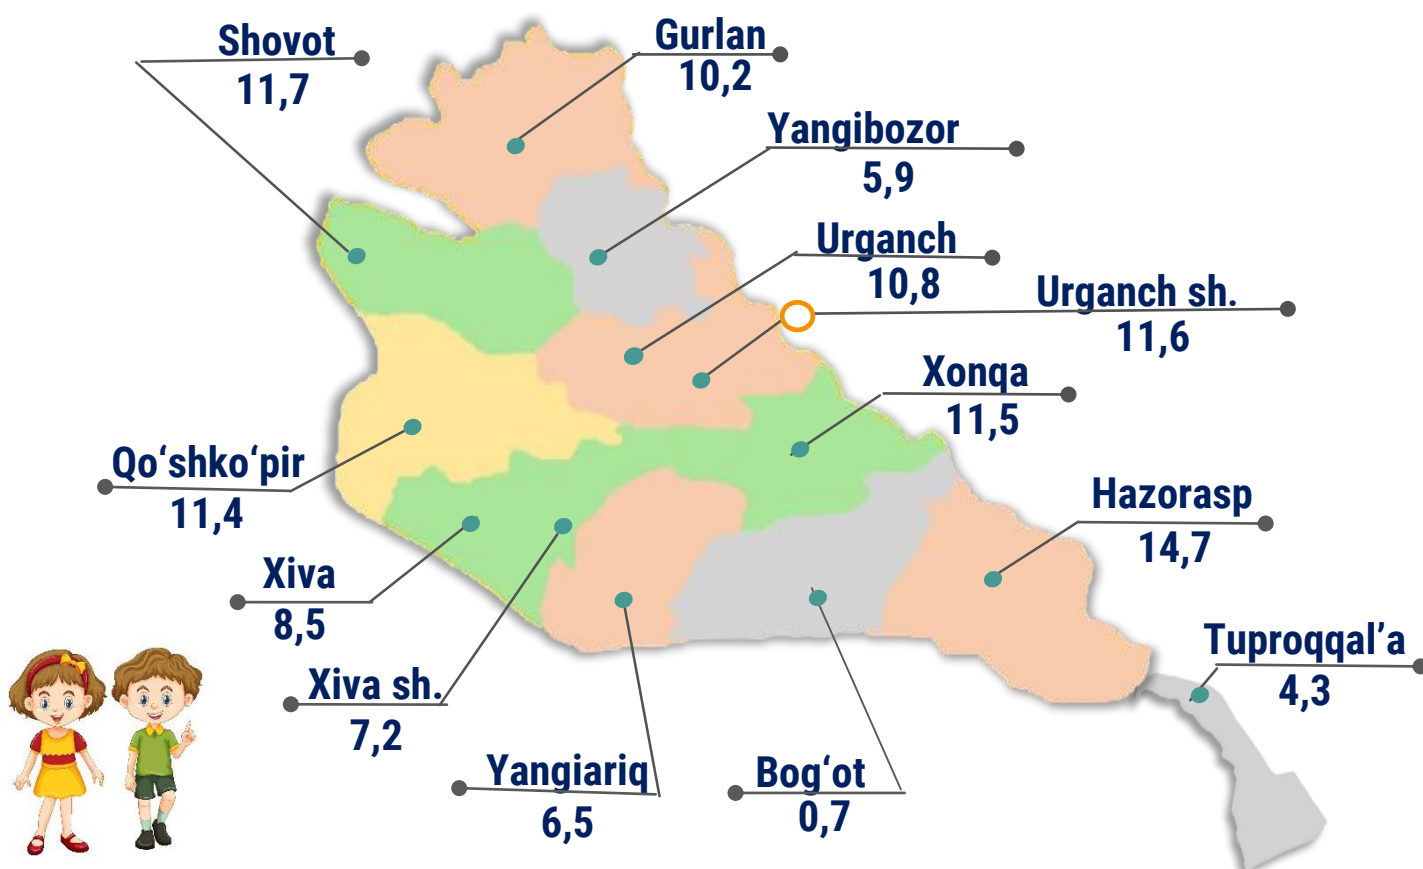 Shovot
11,7
Gurlan
10,2
Yangibozor
5,9
Urganch
10,8
Urganch sh.
11,6
Xonqa
11,5
Qo‘shko‘pir
11,4
Hazorasp
14,7
Xiva
8,5
Xiva sh.
7,2
Tuproqqal’a
4,3
Yangiariq
6,5
Bog‘ot
0,7